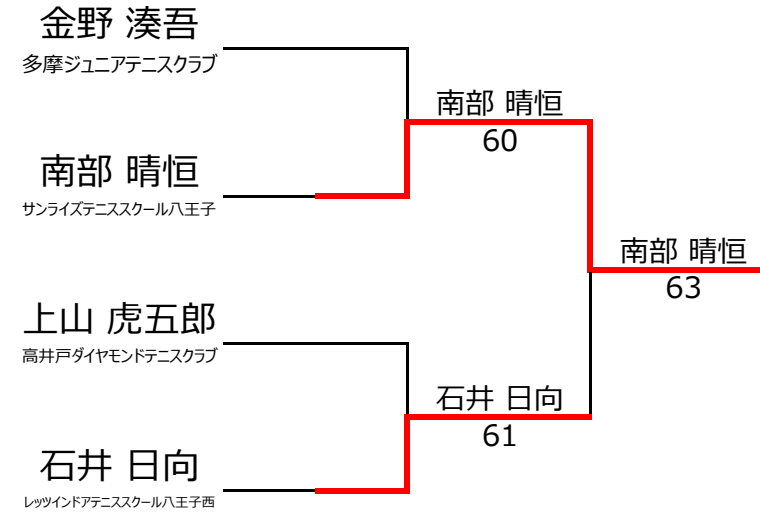 金野 湊吾
多摩ジュニアテニスクラブ
南部 晴恒
60
南部 晴恒
サンライズテニススクール八王子
南部 晴恒
63
上山 虎五郎
高井戸ダイヤモンドテニスクラブ
石井 日向
61
石井 日向
レッツインドアテニススクール八王子西